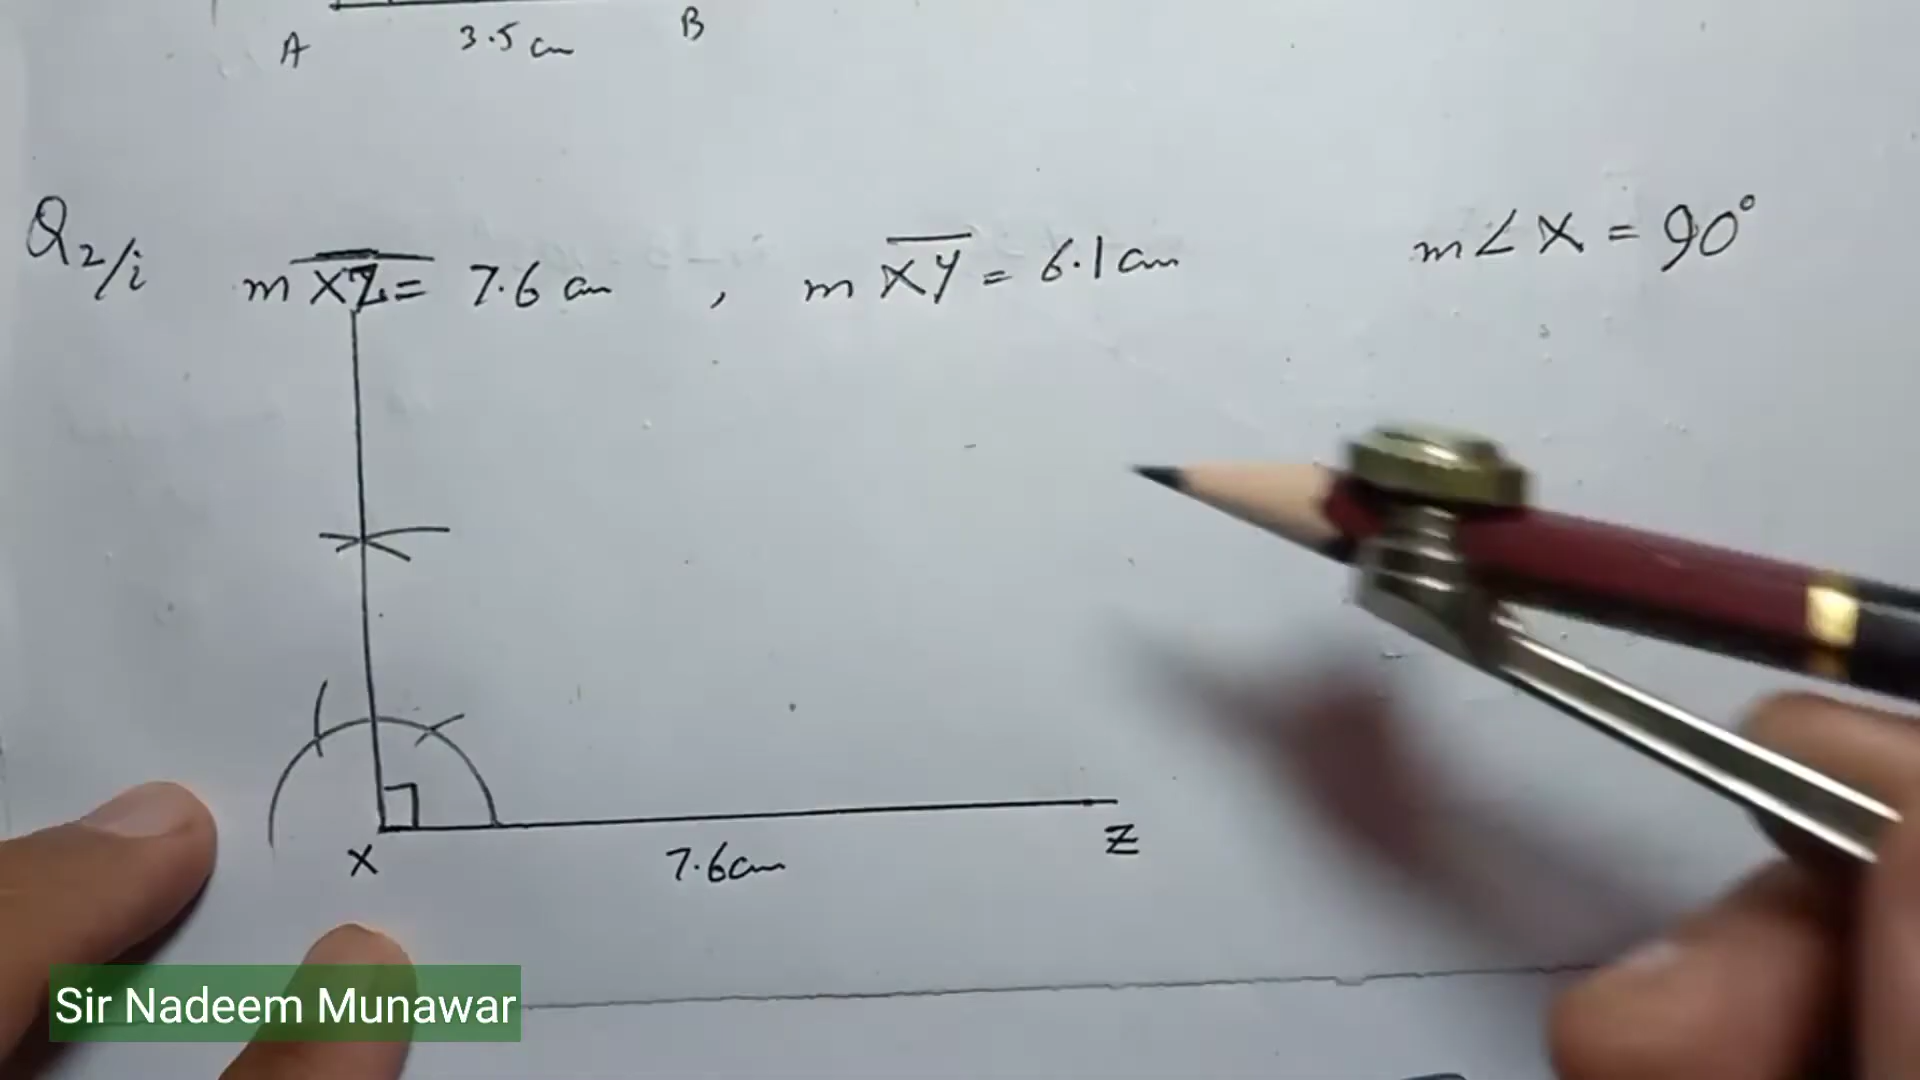 A 3.5 cm B
Q2/i m XZ = 7.6 cm , m XY = 6.1 cm m∠X = 90°
X 7.6cm Z
Sir Nadeem Munawar